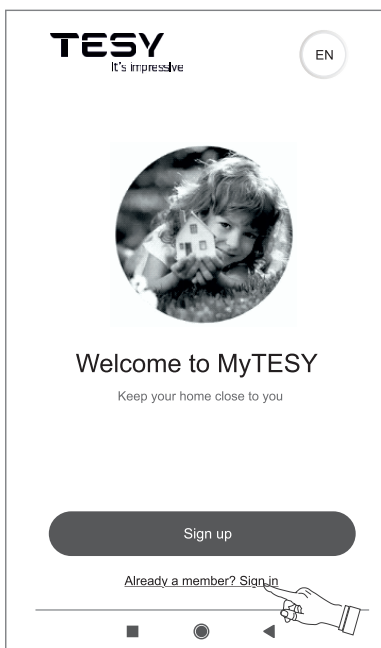 TESY
It's impressive
EN
Welcome to MyTESY
Keep your home close to you
Sign up
Already a member? Sign in